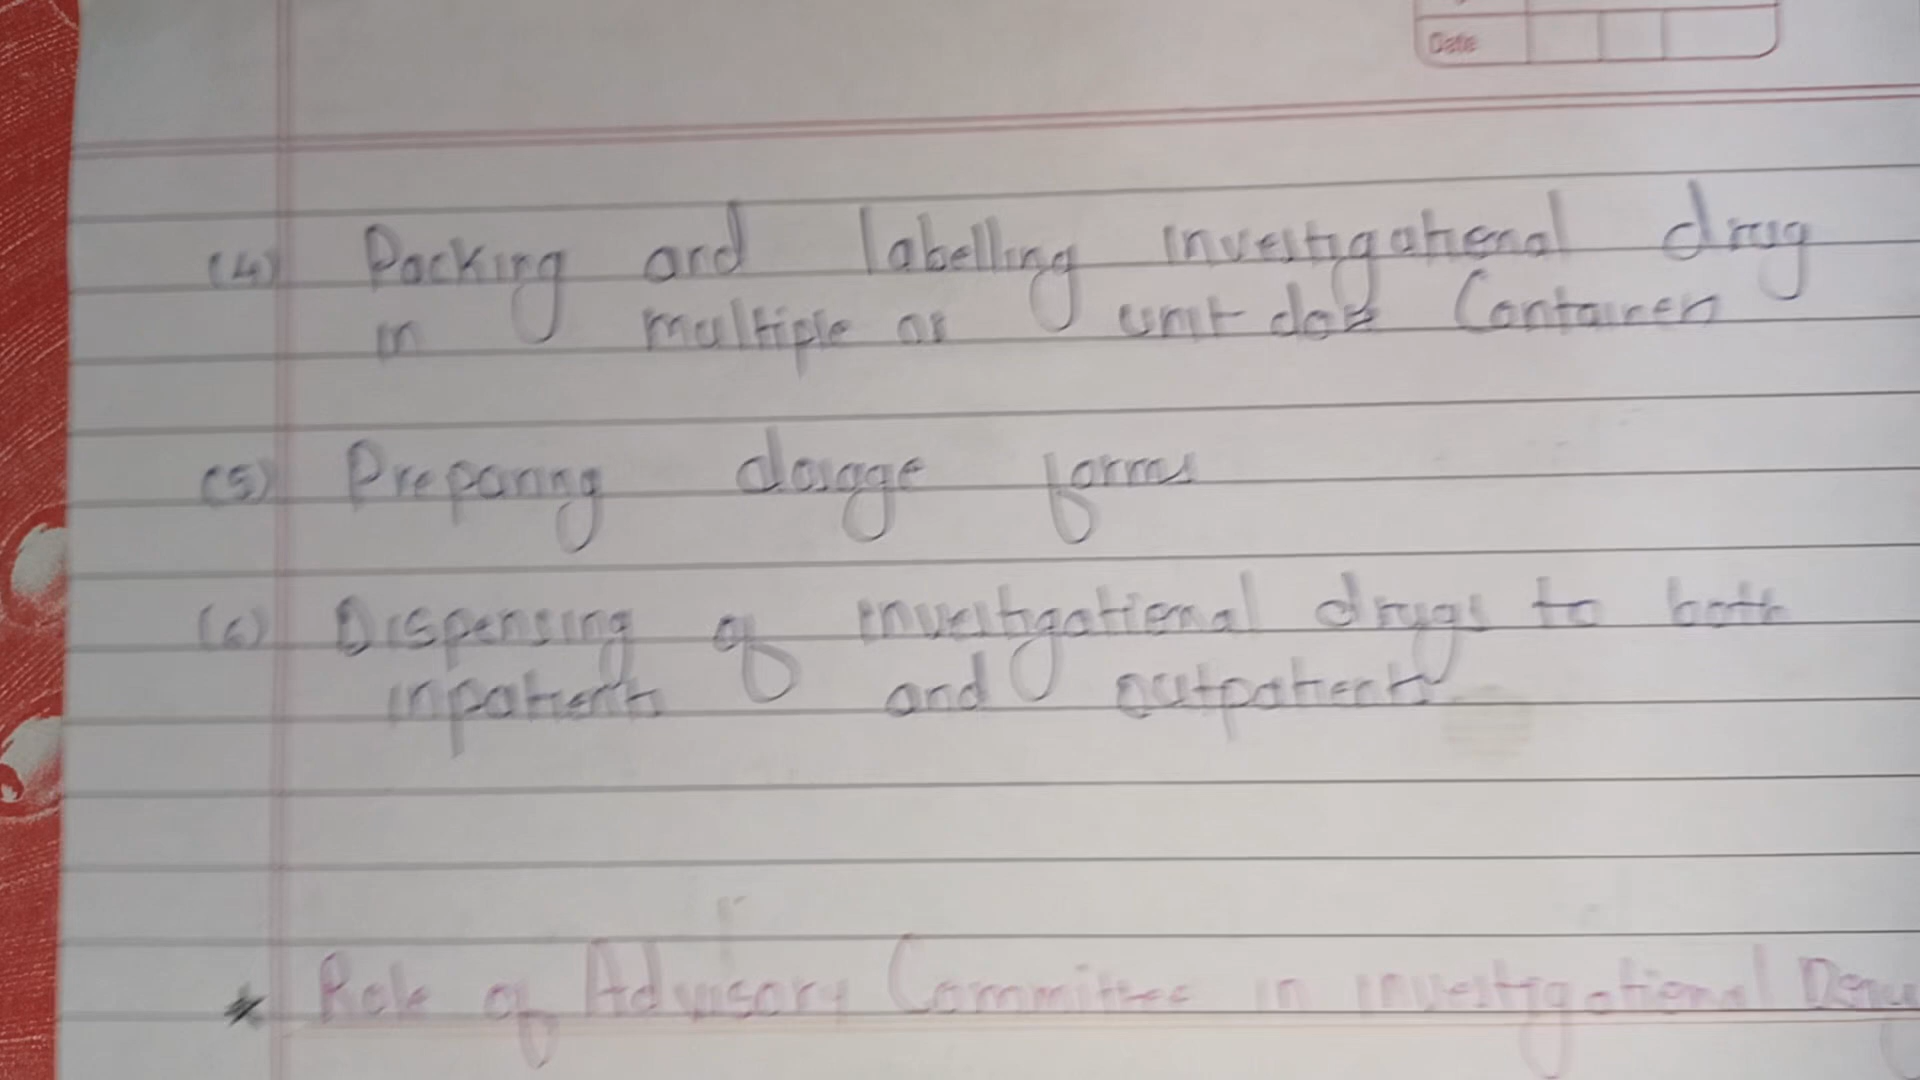 Date
(4) Packing and labelling investigational drug
in multiple or unit dose Container
(5) Preparing dosage forms
(6) Dispensing of investigational drugs to both
inpatients and outpatients
* Role of Advisory Committee in investigational Drug